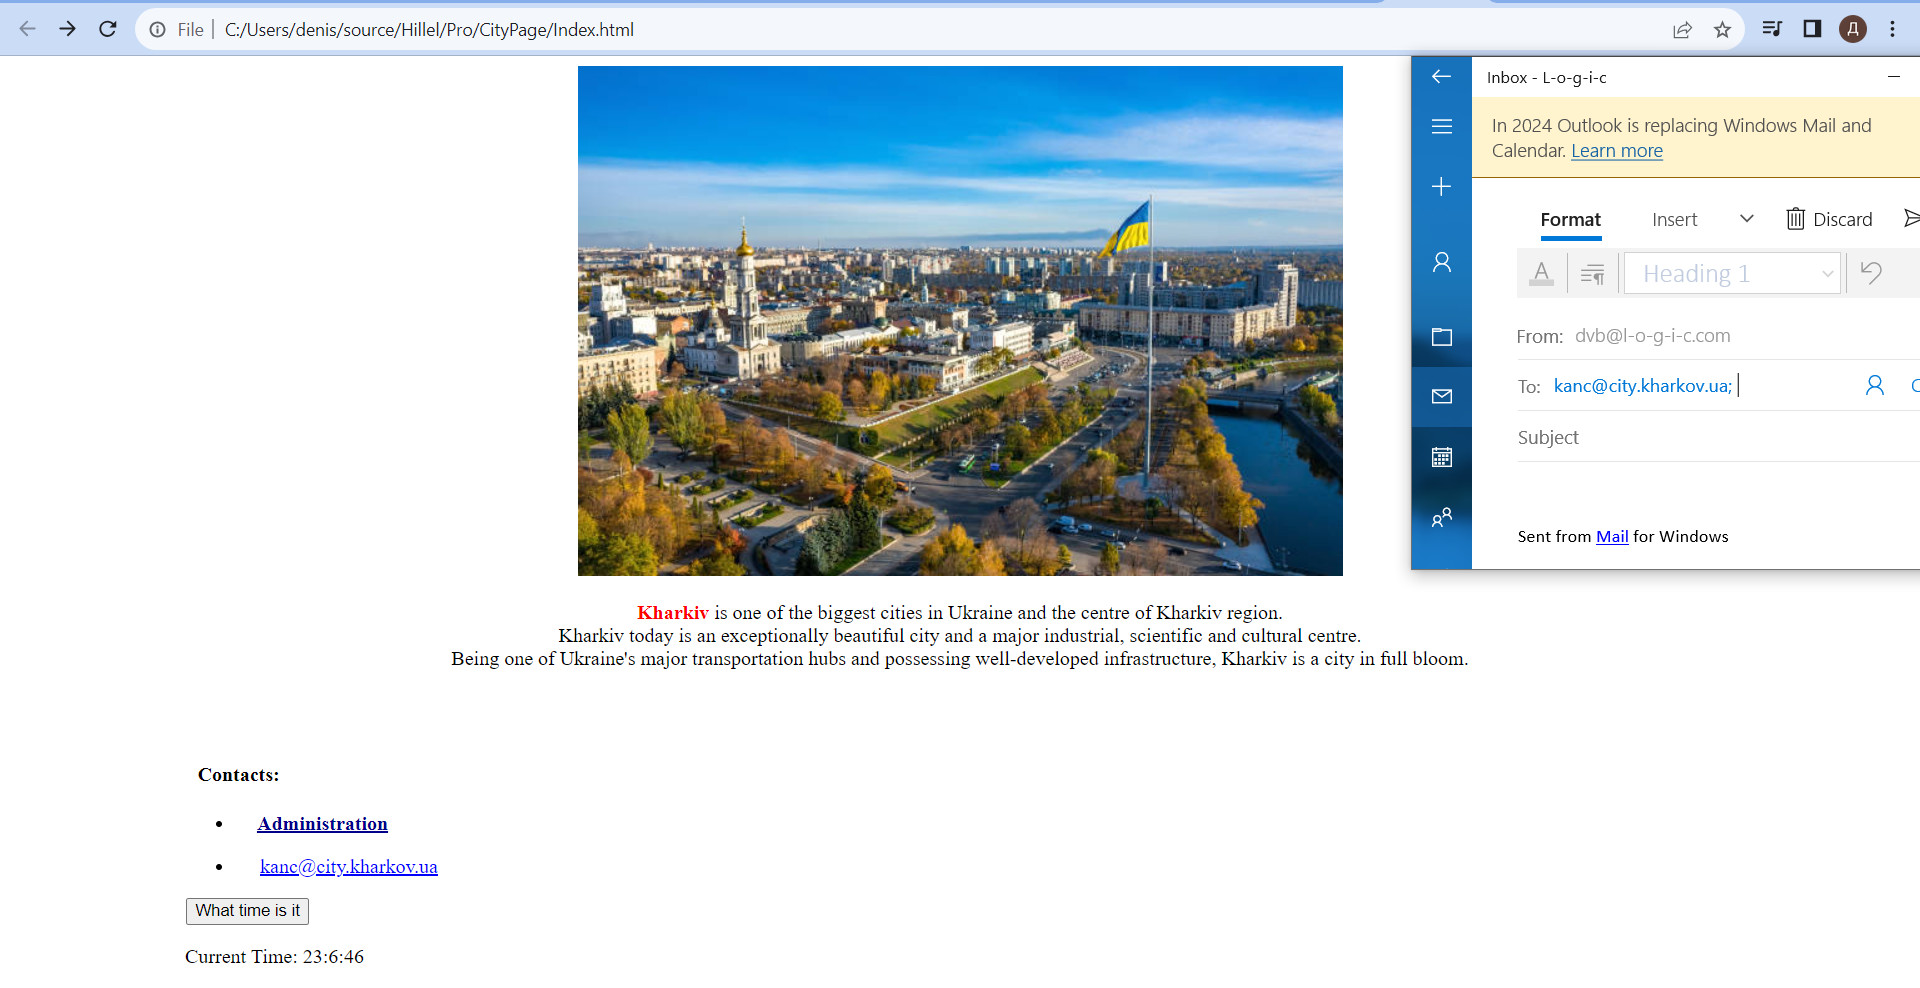 File | C:/Users/denis/source/Hillel/Pro/CityPage/Index.html
Д
Inbox - L-o-g-i-c
In 2024 Outlook is replacing Windows Mail and
Calendar. Learn more
Format Insert Discard
A Heading 1
From: dvb@l-o-g-i-c.com
To: kanc@city.kharkov.ua;
Subject
Sent from Mail for Windows
Kharkiv is one of the biggest cities in Ukraine and the centre of Kharkiv region.
Kharkiv today is an exceptionally beautiful city and a major industrial, scientific and cultural centre.
Being one of Ukraine's major transportation hubs and possessing well-developed infrastructure, Kharkiv is a city in full bloom.
Contacts:
• Administration
• kanc@city.kharkov.ua
What time is it
Current Time: 23:6:46